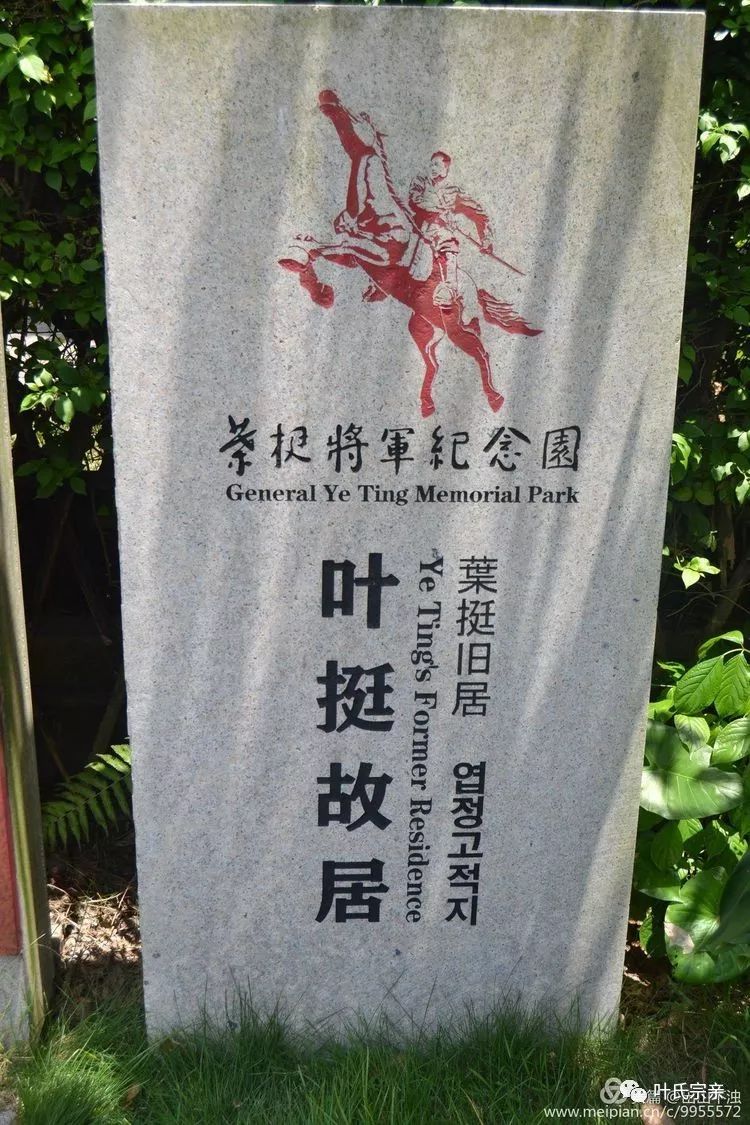 葉挺將軍紀念園
General Ye Ting Memorial Park
叶挺故居
Ye Ting's Former Residence
葉挺旧居
엽정고적지
叶氏宗亲
www.meipian.cn/c/9955572